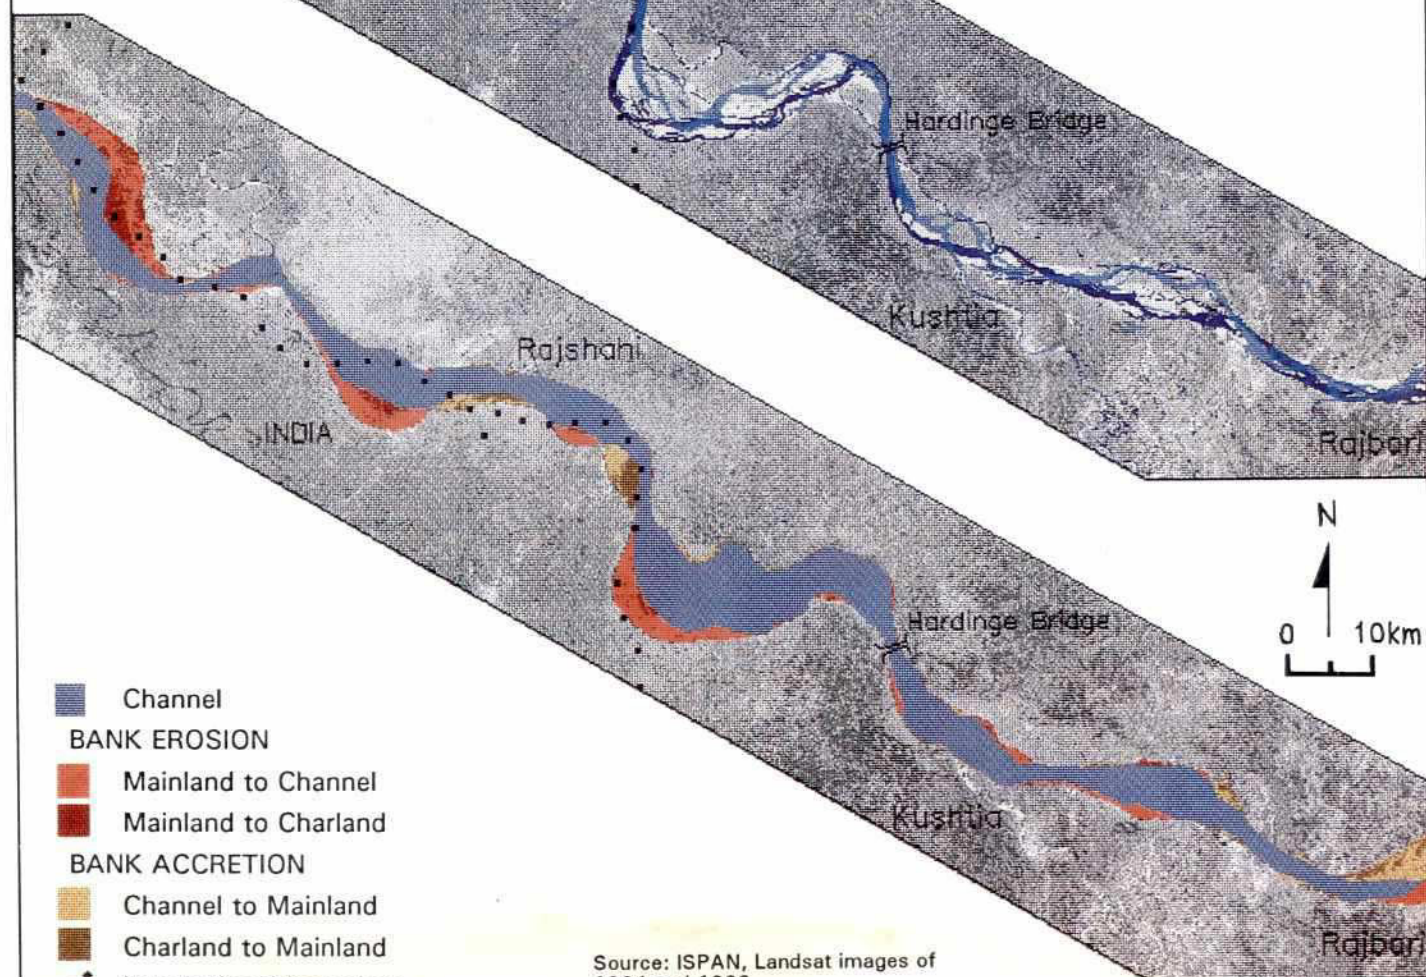 Hardinge Bridge
Kushtia
Rajbari
Rajshahi
INDIA
N
0 10km
Hardinge Bridge
Kushtia
Rajbari
Channel
BANK EROSION
Mainland to Channel
Mainland to Charland
BANK ACCRETION
Channel to Mainland
Charland to Mainland
Source: ISPAN, Landsat images of